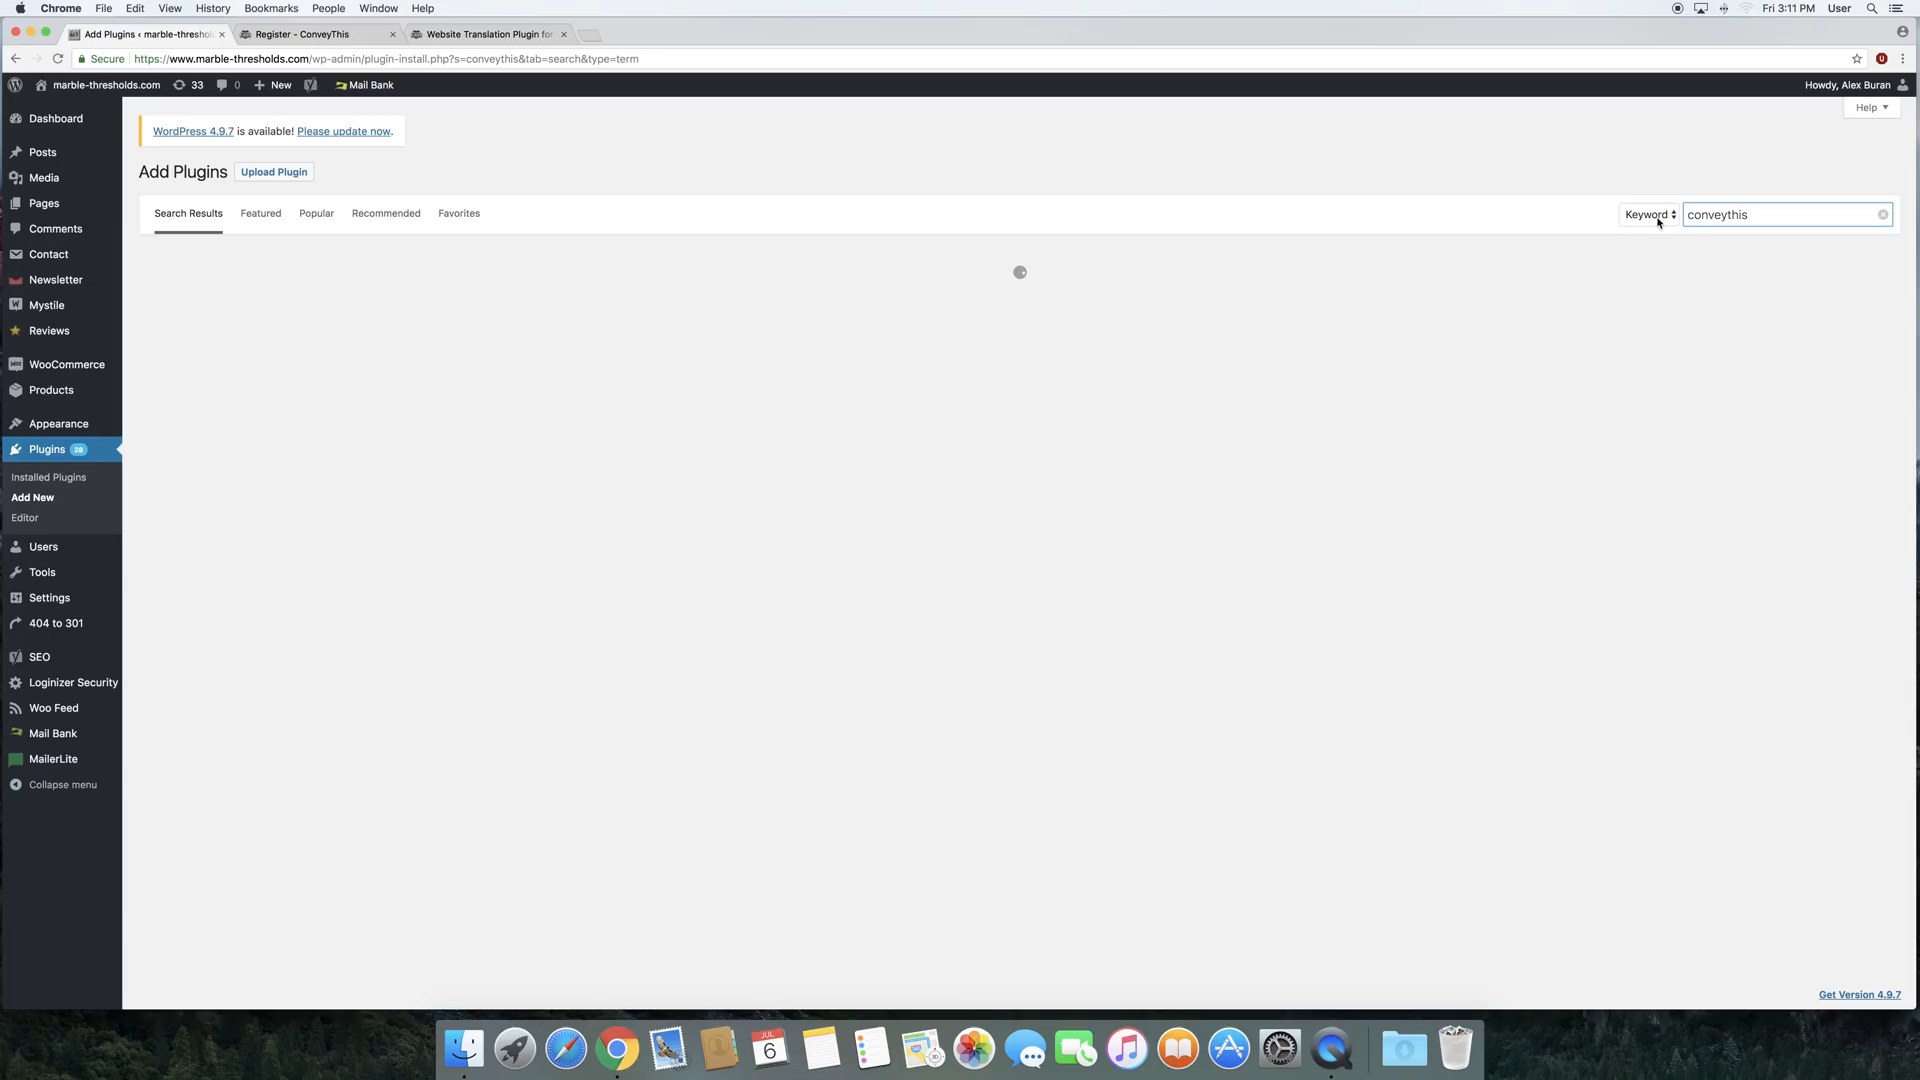 Chrome File Edit View History Bookmarks People Window Help Fri 3:11 PM User
Add Plugins ‹ marble-threshol Register - ConveyThis Website Translation Plugin for
Secure https://www.marble-thresholds.com/wp-admin/plugin-install.php?s=conveythis&tab=search&type=term
marble-thresholds.com 33 0 New Mail Bank Howdy, Alex Buran
Help
WordPress 4.9.7 is available! Please update now.
Add Plugins Upload Plugin
Search Results Featured Popular Recommended Favorites Keyword conveythis
Dashboard
Posts
Media
Pages
Comments
Contact
Newsletter
Mystile
Reviews
WooCommerce
Products
Appearance
Plugins 28
Installed Plugins
Add New
Editor
Users
Tools
Settings
404 to 301
SEO
Loginizer Security
Woo Feed
Mail Bank
MailerLite
Collapse menu
Get Version 4.9.7
JUL
6
3D